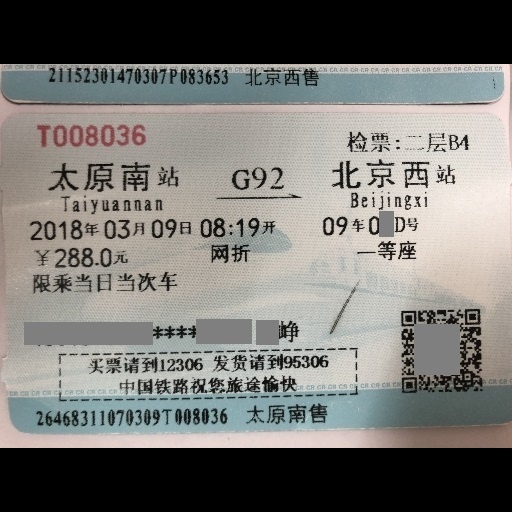 21152301470307P083653 北京西售
T008036
检票:二层B4
太原南站 G92 北京西站
Taiyuannan Beijingxi
2018年03月09日 08:19开 09车0 D号
¥288.0元 网折 一等座
限乘当日当次车
**** 峥
买票请到12306 发货请到95306
中国铁路祝您旅途愉快
26468311070309T008036 太原南售